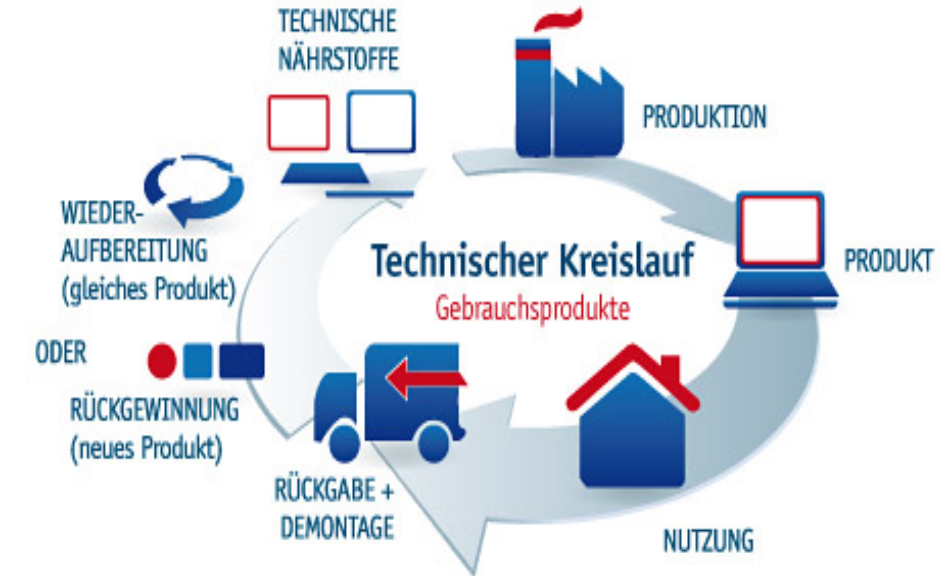 TECHNISCHE
NÄHRSTOFFE
PRODUKTION
WIEDER-
AUFBEREITUNG
(gleiches Produkt)
Technischer Kreislauf
Gebrauchsprodukte
PRODUKT
ODER
RÜCKGEWINNUNG
(neues Produkt)
RÜCKGABE +
DEMONTAGE
NUTZUNG